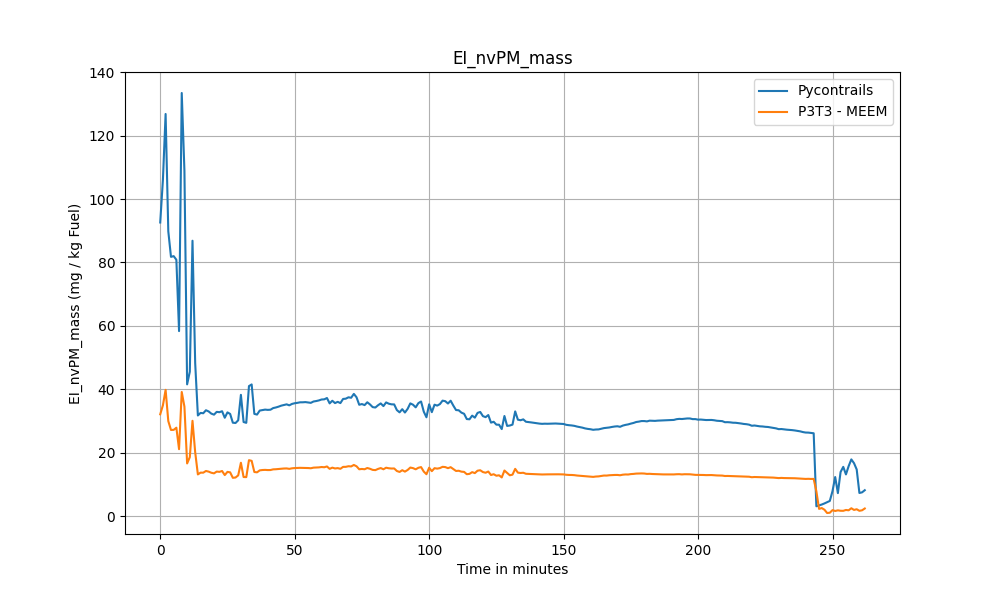 EI_nvPM_mass
Pycontrails
P3T3 - MEEM
140
120
100
80
60
40
20
0
EI_nvPM_mass (mg / kg Fuel)
0 50 100 150 200 250
Time in minutes